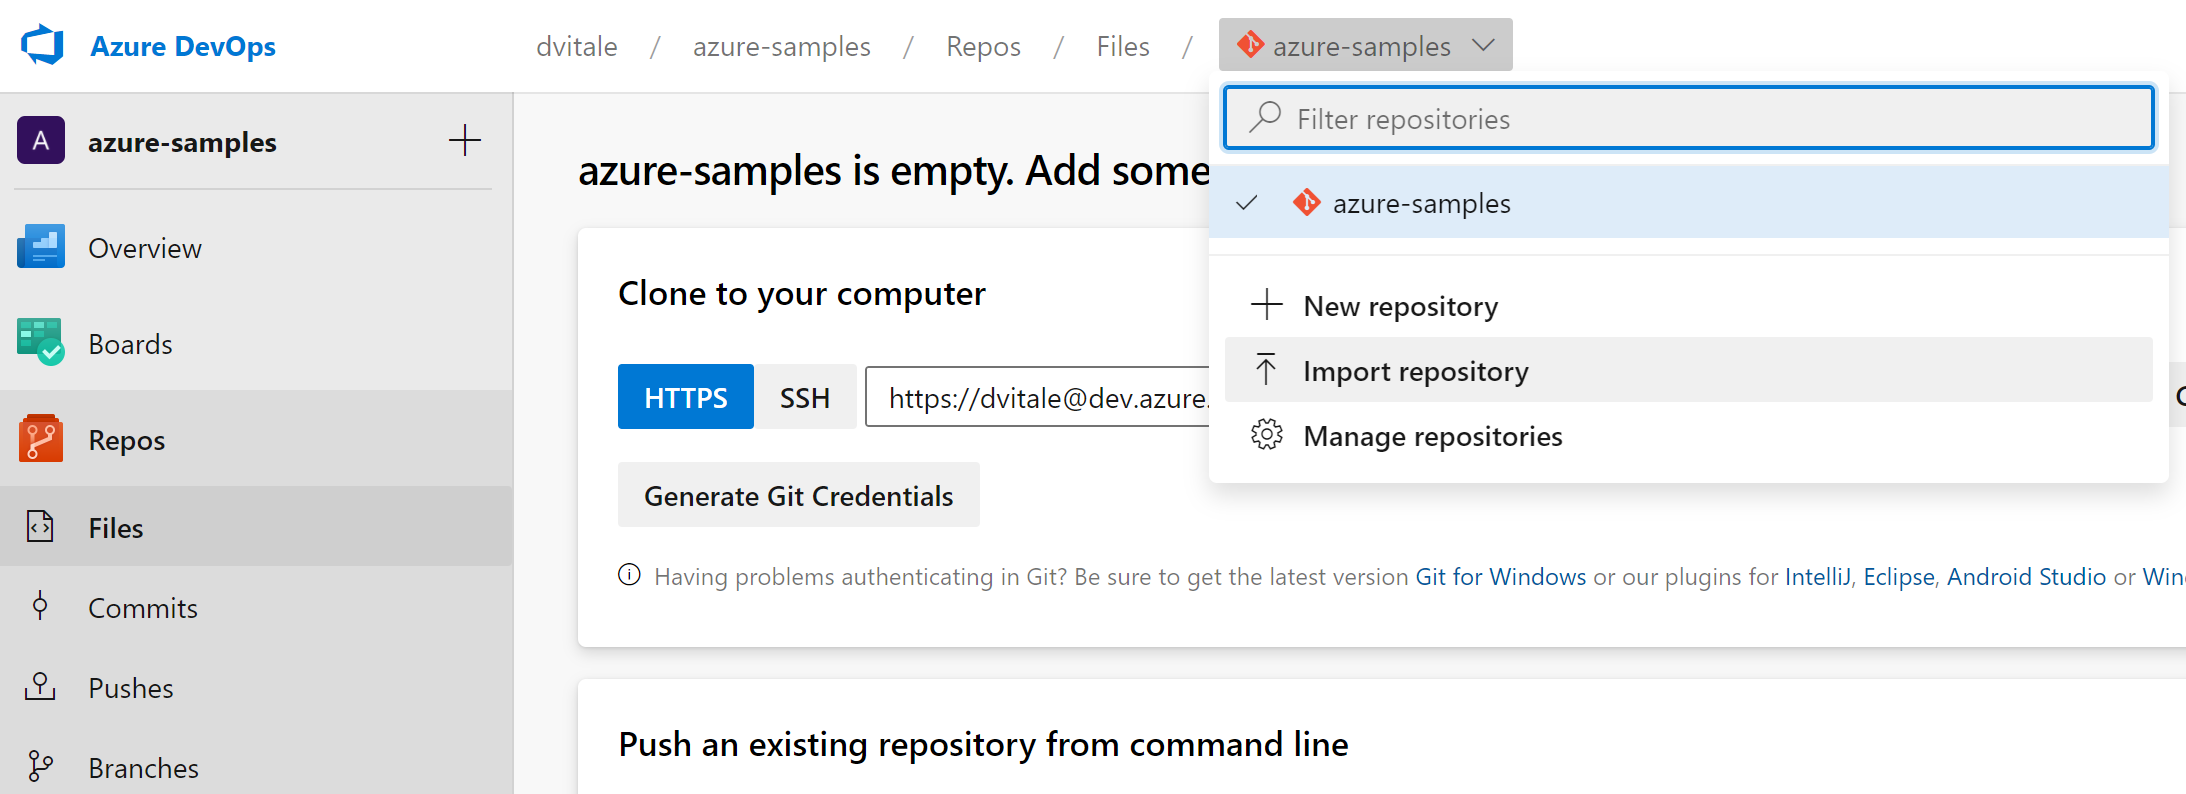 Azure DevOps
dvitale / azure-samples / Repos / Files / azure-samples
A azure-samples
Overview
Boards
Repos
Files
Commits
Pushes
Branches
Filter repositories
azure-samples
New repository
Import repository
Manage repositories
azure-samples is empty. Add some
Clone to your computer
HTTPS SSH https://dvitale@dev.azure.
Generate Git Credentials
Having problems authenticating in Git? Be sure to get the latest version Git for Windows or our plugins for IntelliJ, Eclipse, Android Studio or
Push an existing repository from command line